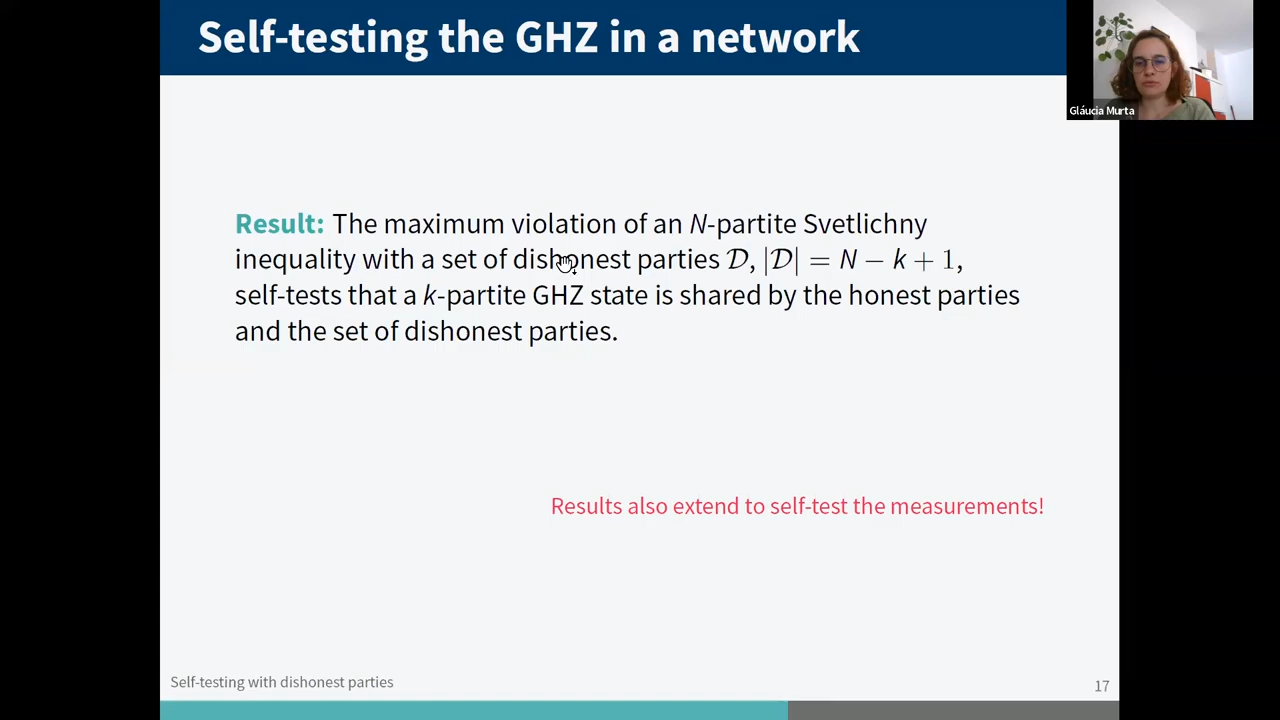 Self-testing the GHZ in a network
Gláucia Murta
Result: The maximum violation of an N-partite Svetlichny
inequality with a set of dishonest parties 𝒟, |𝒟| = N − k + 1,
self-tests that a k-partite GHZ state is shared by the honest parties
and the set of dishonest parties.
Results also extend to self-test the measurements!
Self-testing with dishonest parties
17